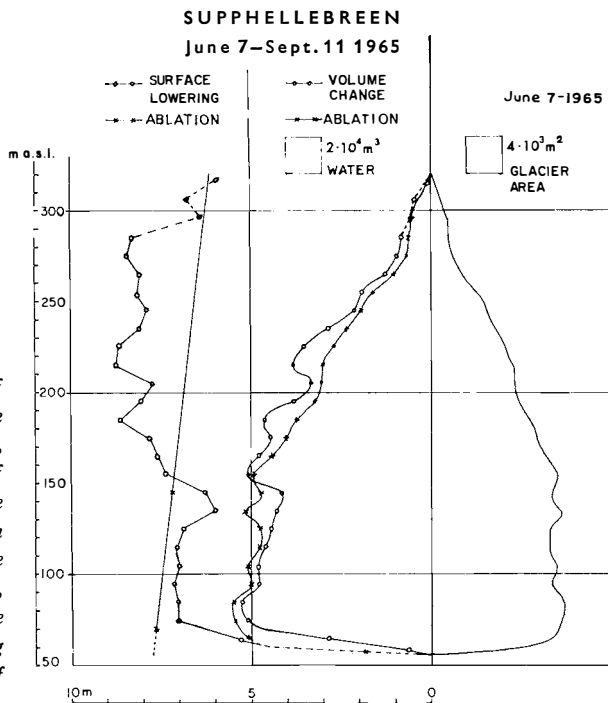 SUPPHELLEBREEN
June 7–Sept. 11 1965
SURFACE
LOWERING
ABLATION
VOLUME
CHANGE
ABLATION
2·10⁴m³
WATER
June 7-1965
4·10³m²
GLACIER
AREA
m a.s.l.
300
250
200
150
100
50
10 m
5
0